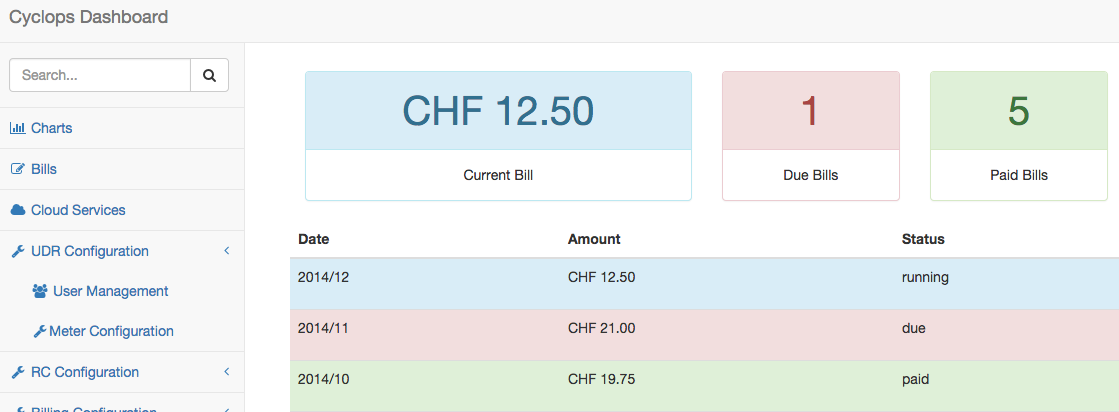 Cyclops Dashboard
Search...
Charts
Bills
Cloud Services
UDR Configuration
User Management
Meter Configuration
RC Configuration
Billing Configuration
CHF 12.50
Current Bill
1
Due Bills
5
Paid Bills
Date Amount Status
2014/12 CHF 12.50 running
2014/11 CHF 21.00 due
2014/10 CHF 19.75 paid